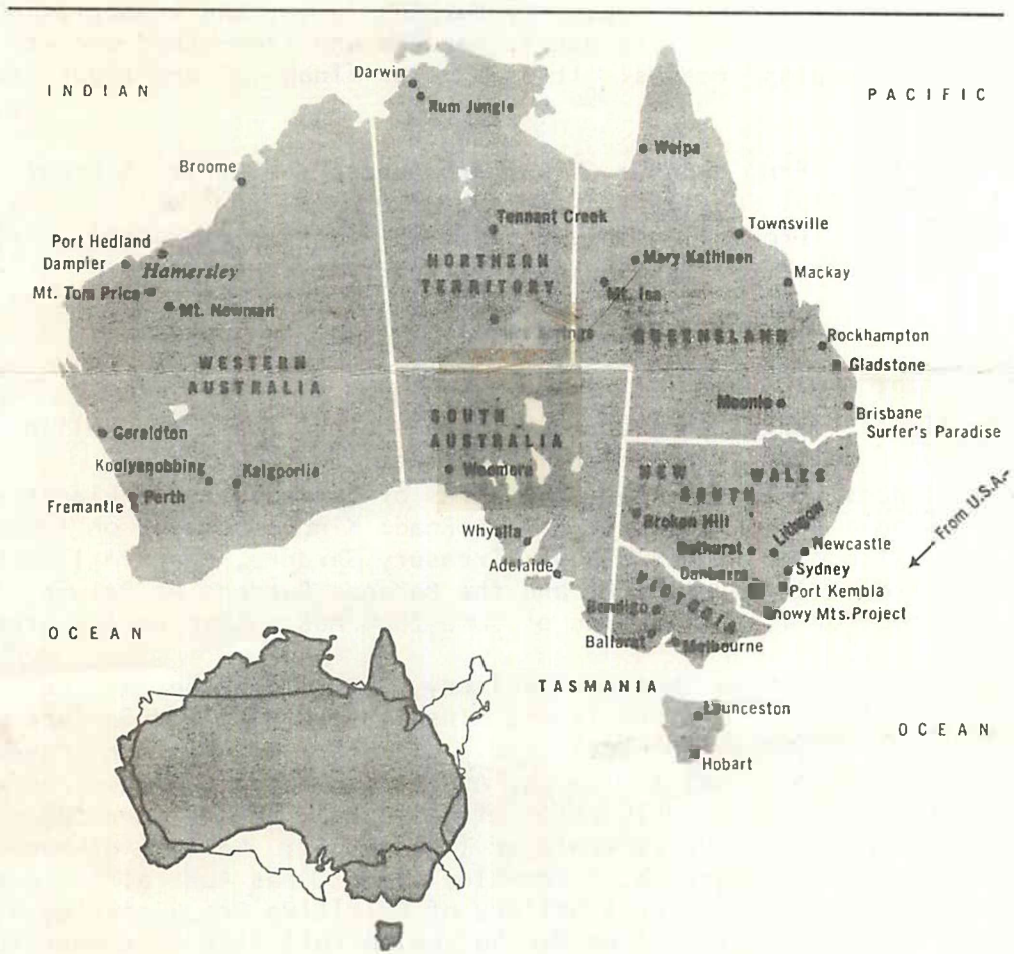 INDIAN
PACIFIC
Darwin
Rum Jungle
Weipa
Broome
Tennant Creek
Townsville
Port Hedland
Dampier
Hamersley
NORTHERN
TERRITORY
Mary Kathleen
Mackay
Mt. Tom Price
Mt. Isa
Mt. Newman
Springs
QUEENSLAND
Rockhampton
Gladstone
WESTERN
AUSTRALIA
Moonie
Brisbane
Surfer's Paradise
SOUTH
AUSTRALIA
Geraldton
Koolyanobbing
Kalgoorlie
Woomera
NEW SOUTH WALES
Perth
Fremantle
Broken Hill
From U.S.A.
Whyalla
Bathurst
Lithgow
Newcastle
Adelaide
Canberra
Sydney
Port Kembla
VICTORIA
Bendigo
Snowy Mts. Project
Ballarat
Melbourne
OCEAN
TASMANIA
Launceston
OCEAN
Hobart